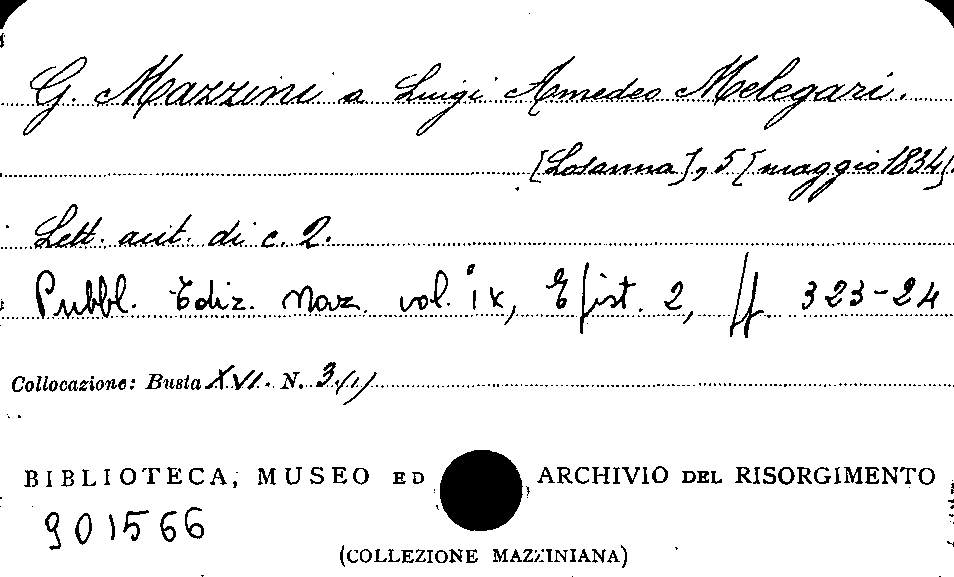 G. Mazzini a Luigi Amedeo Melegari.
[Losanna], 5 [maggio 1834].
Lett. aut. di c. 2.
Pubbl. Ediz. Naz. vol. IX, Epist. 2, pp. 323-24
Collocazione: Busta XVI. N. 3 (1)
BIBLIOTECA, MUSEO ED ARCHIVIO DEL RISORGIMENTO
901566
(COLLEZIONE MAZZINIANA)